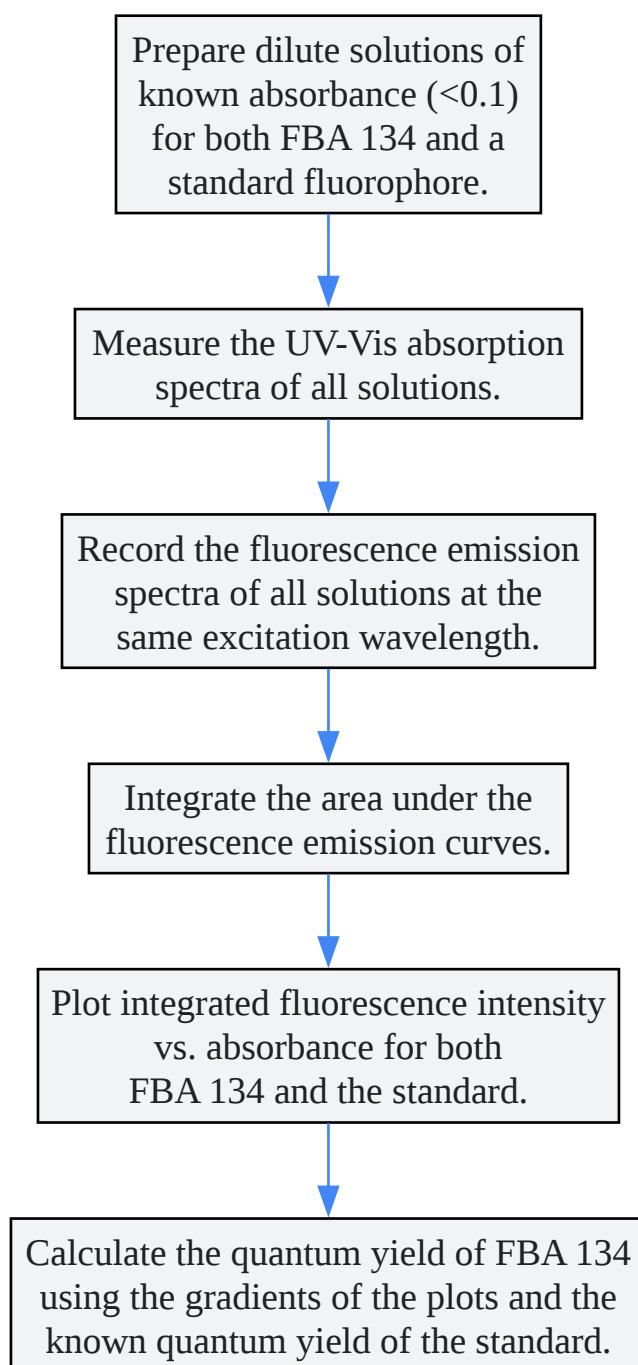 Prepare dilute solutions of
known absorbance (<0.1)
for both FBA 134 and a
standard fluorophore.
Measure the UV-Vis absorption
spectra of all solutions.
Record the fluorescence emission
spectra of all solutions at the
same excitation wavelength.
Integrate the area under the
fluorescence emission curves.
Plot integrated fluorescence intensity
vs. absorbance for both
FBA 134 and the standard.
Calculate the quantum yield of FBA 134
using the gradients of the plots and the
known quantum yield of the standard.